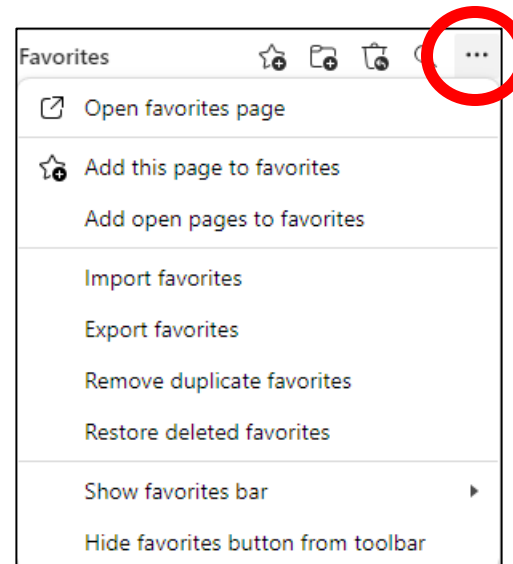 Favorites
Open favorites page
Add this page to favorites
Add open pages to favorites
Import favorites
Export favorites
Remove duplicate favorites
Restore deleted favorites
Show favorites bar
Hide favorites button from toolbar